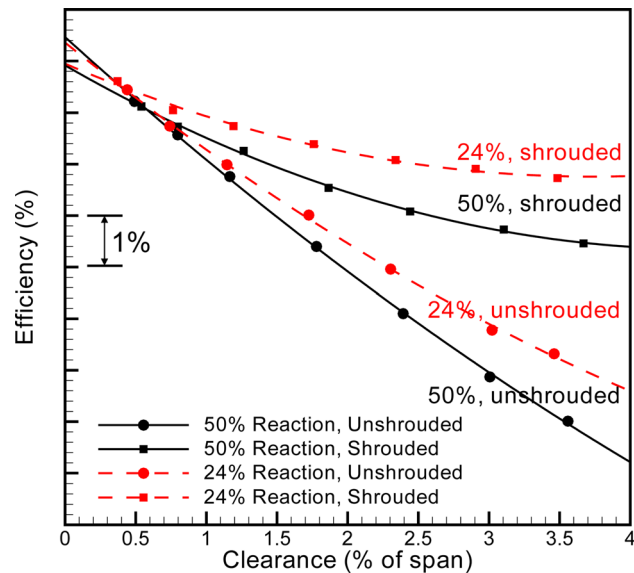 24%, shrouded
50%, shrouded
1%
Efficiency (%)
24%, unshrouded
50%, unshrouded
50% Reaction, Unshrouded
50% Reaction, Shrouded
24% Reaction, Unshrouded
24% Reaction, Shrouded
0 0.5 1 1.5 2 2.5 3 3.5 4
Clearance (% of span)